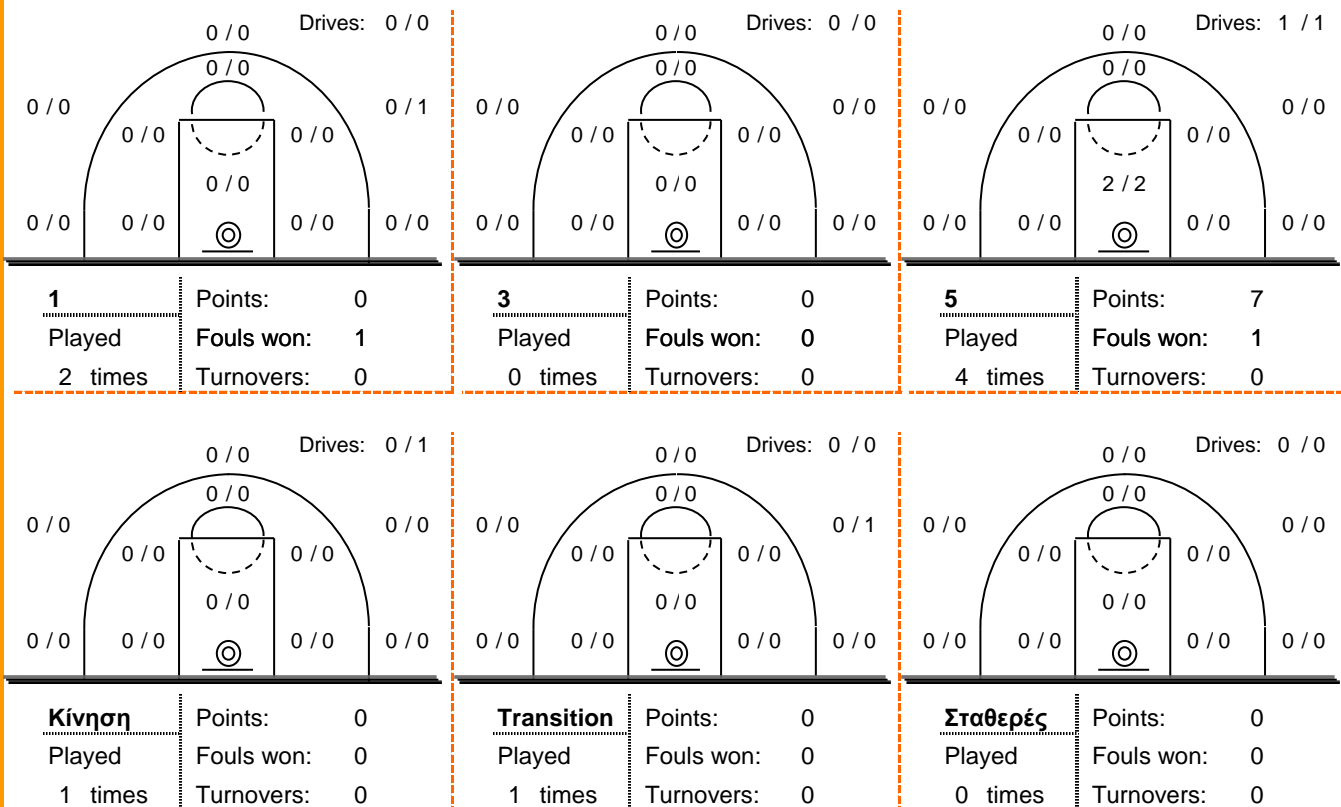 0 / 0 Drives: 0 / 0
0 / 0
0 / 0 0 / 1
0 / 0 0 / 0
0 / 0
0 / 0 0 / 0 0 / 0 0 / 0
1 Points: 0
Played Fouls won: 1
2 times Turnovers: 0
0 / 0 Drives: 0 / 0
0 / 0
0 / 0 0 / 0
0 / 0 0 / 0
0 / 0
0 / 0 0 / 0 0 / 0 0 / 0
3 Points: 0
Played Fouls won: 0
0 times Turnovers: 0
0 / 0 Drives: 1 / 1
0 / 0
0 / 0 0 / 0
0 / 0 0 / 0
2 / 2
0 / 0 0 / 0 0 / 0 0 / 0
5 Points: 7
Played Fouls won: 1
4 times Turnovers: 0
0 / 0 Drives: 0 / 1
0 / 0
0 / 0 0 / 0
0 / 0 0 / 0
0 / 0
0 / 0 0 / 0 0 / 0 0 / 0
Κίνηση Points: 0
Played Fouls won: 0
1 times Turnovers: 0
0 / 0 Drives: 0 / 0
0 / 0
0 / 0 0 / 1
0 / 0 0 / 0
0 / 0
0 / 0 0 / 0 0 / 0 0 / 0
Transition Points: 0
Played Fouls won: 0
1 times Turnovers: 0
0 / 0 Drives: 0 / 0
0 / 0
0 / 0 0 / 0
0 / 0 0 / 0
0 / 0
0 / 0 0 / 0 0 / 0 0 / 0
Σταθερές Points: 0
Played Fouls won: 0
0 times Turnovers: 0